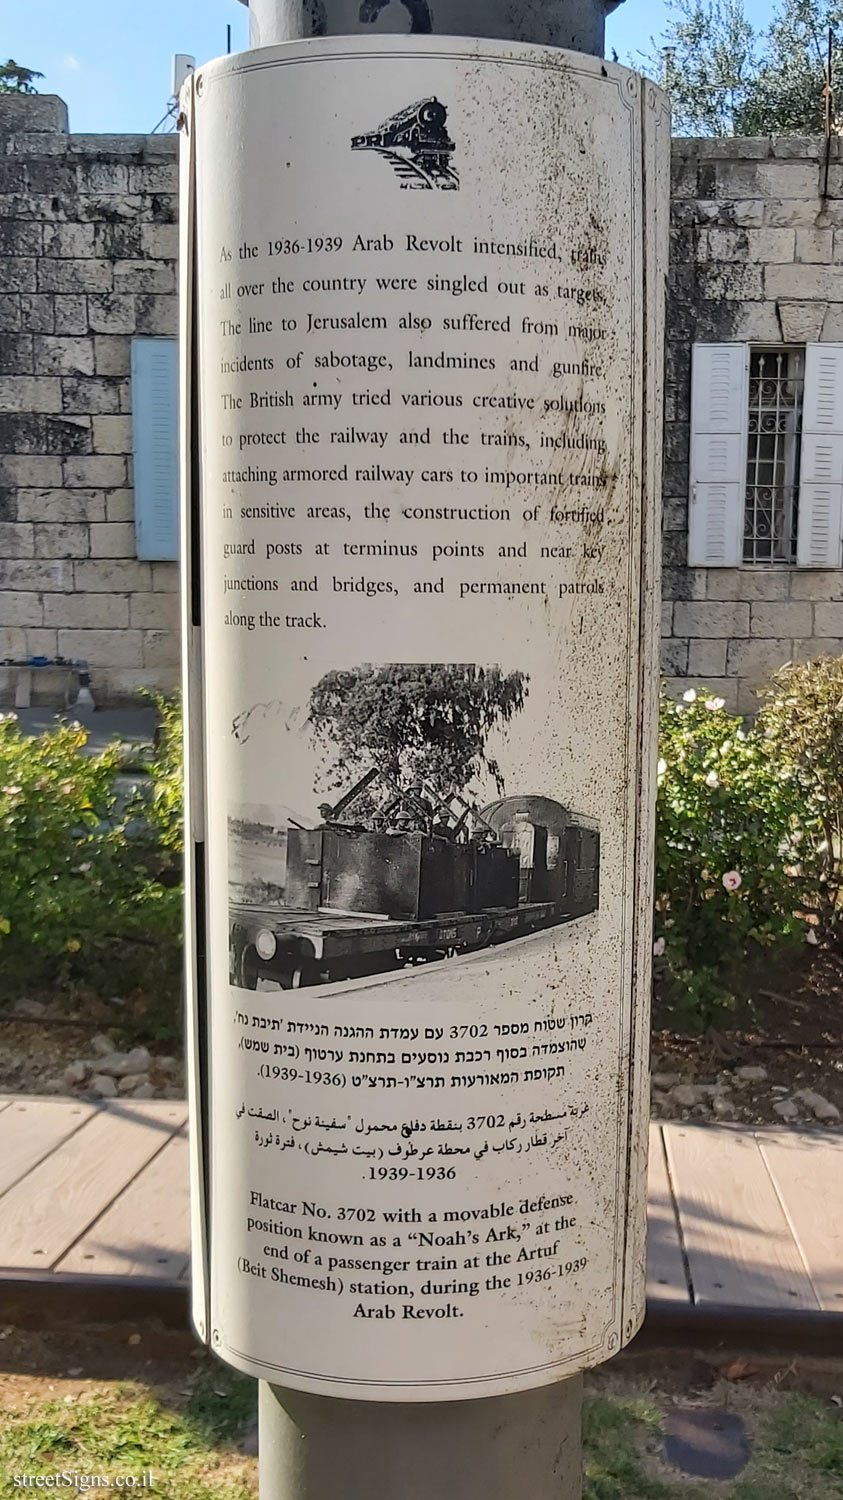 PR
As the 1936-1939 Arab Revolt intensified, trains
all over the country were singled out as targets.
The line to Jerusalem also suffered from major
incidents of sabotage, landmines and gunfire.
The British army tried various creative solutions
to protect the railway and the trains, including
attaching armored railway cars to important trains
in sensitive areas, the construction of fortified
guard posts at terminus points and near key
junctions and bridges, and permanent patrols
along the track.
קרון שטוח מספר 3702 עם עמדת ההגנה הניידת 'תיבת נח',
שהוצמדה בסוף רכבת נוסעים בתחנת ערטוף (בית שמש),
תקופת המאורעות תרצ"ו-תרצ"ט (1936-1939).
عربة مسطحة رقم 3702 بنقطة دفاع محمول "سفينة نوح"، الصقت في
آخر قطار ركاب في محطة عرطوف (بيت شيمش)، فترة ثورة
1936-1939.
Flatcar No. 3702 with a movable defense
position known as a “Noah’s Ark,” at the
end of a passenger train at the Artuf
(Beit Shemesh) station, during the 1936-1939
Arab Revolt.
streetSigns.co.il